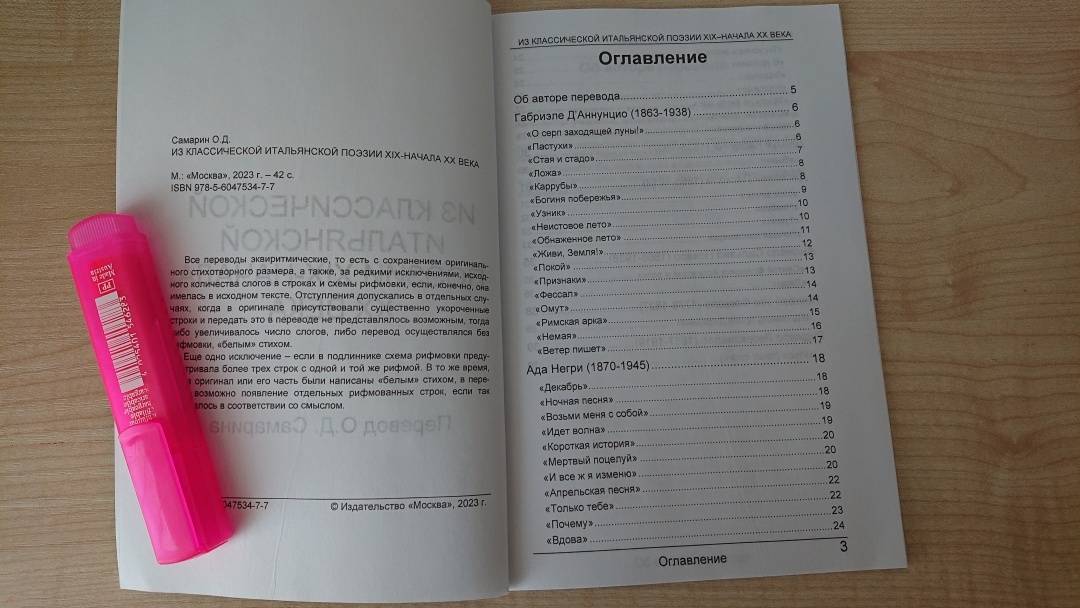 Самарин О.Д.
ИЗ КЛАССИЧЕСКОЙ ИТАЛЬЯНСКОЙ ПОЭЗИИ XIX-НАЧАЛА XX ВЕКА
М.: «Москва», 2023 г. – 42 с.
ISBN 978-5-6047534-7-7
Все переводы эквиритмические, то есть с сохранением оригиналь-
ного стихотворного размера, а также, за редкими исключениями, исход-
ного количества слогов в строках и схемы рифмовки, если, конечно, она
имелась в исходном тексте. Отступления допускались в отдельных слу-
чаях, когда в оригинале присутствовали существенно укороченные
строки и передать это в переводе не представлялось возможным, тогда
либо увеличивалось число слогов, либо перевод осуществлялся без
рифмовки, «белым» стихом.
Еще одно исключение – если в подлиннике схема рифмовки преду-
тривала более трех строк с одной и той же рифмой. В то же время,
оригинал или его часть были написаны «белым» стихом, в пере-
возможно появление отдельных рифмованных строк, если так
лось в соответствии со смыслом.
6047534-7-7
© Издательство «Москва», 2023 г.
Made in
Austria
PP
ИЗ КЛАССИЧЕСКОЙ ИТАЛЬЯНСКОЙ ПОЭЗИИ XIX–НАЧАЛА XX ВЕКА
Оглавление
Об авторе перевода 5
Габриэле Д'Аннунцио (1863-1938) 6
«О серп заходящей луны!» 6
«Пастухи» 6
«Стая и стадо» 7
«Ложа» 8
«Каррубы» 8
«Богиня побережья» 9
«Узник» 10
«Неистовое лето» 10
«Обнаженное лето» 11
«Живи, Земля!» 12
«Покой» 13
«Признаки» 13
«Фессал» 14
«Омут» 14
«Римская арка» 15
«Немая» 16
«Ветер пишет» 17
Ада Негри (1870-1945) 18
«Декабрь» 18
«Ночная песня» 18
«Возьми меня с собой» 19
«Идет волна» 19
«Короткая история» 20
«Мертвый поцелуй» 20
«И все ж я изменю» 20
«Апрельская песня» 22
«Только тебе» 22
«Почему» 23
«Вдова» 24
Оглавление 3